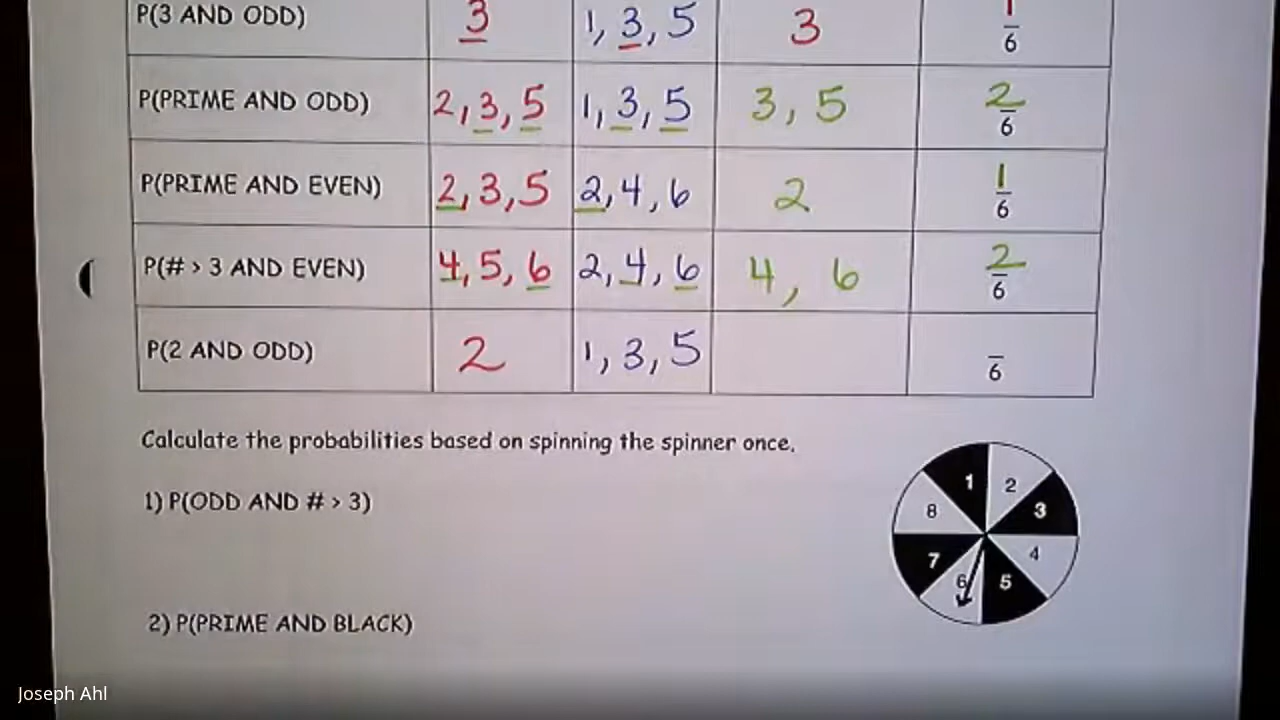 P(3 AND ODD) 3 1, 3, 5 3 1/6
P(PRIME AND ODD) 2, 3, 5 1, 3, 5 3, 5 2/6
P(PRIME AND EVEN) 2, 3, 5 2, 4, 6 2 1/6
P(# > 3 AND EVEN) 4, 5, 6 2, 4, 6 4, 6 2/6
P(2 AND ODD) 2 1, 3, 5 /6
Calculate the probabilities based on spinning the spinner once.
1) P(ODD AND # > 3)
1 2
8 3
7 4
6 5
2) P(PRIME AND BLACK)
Joseph Ahl